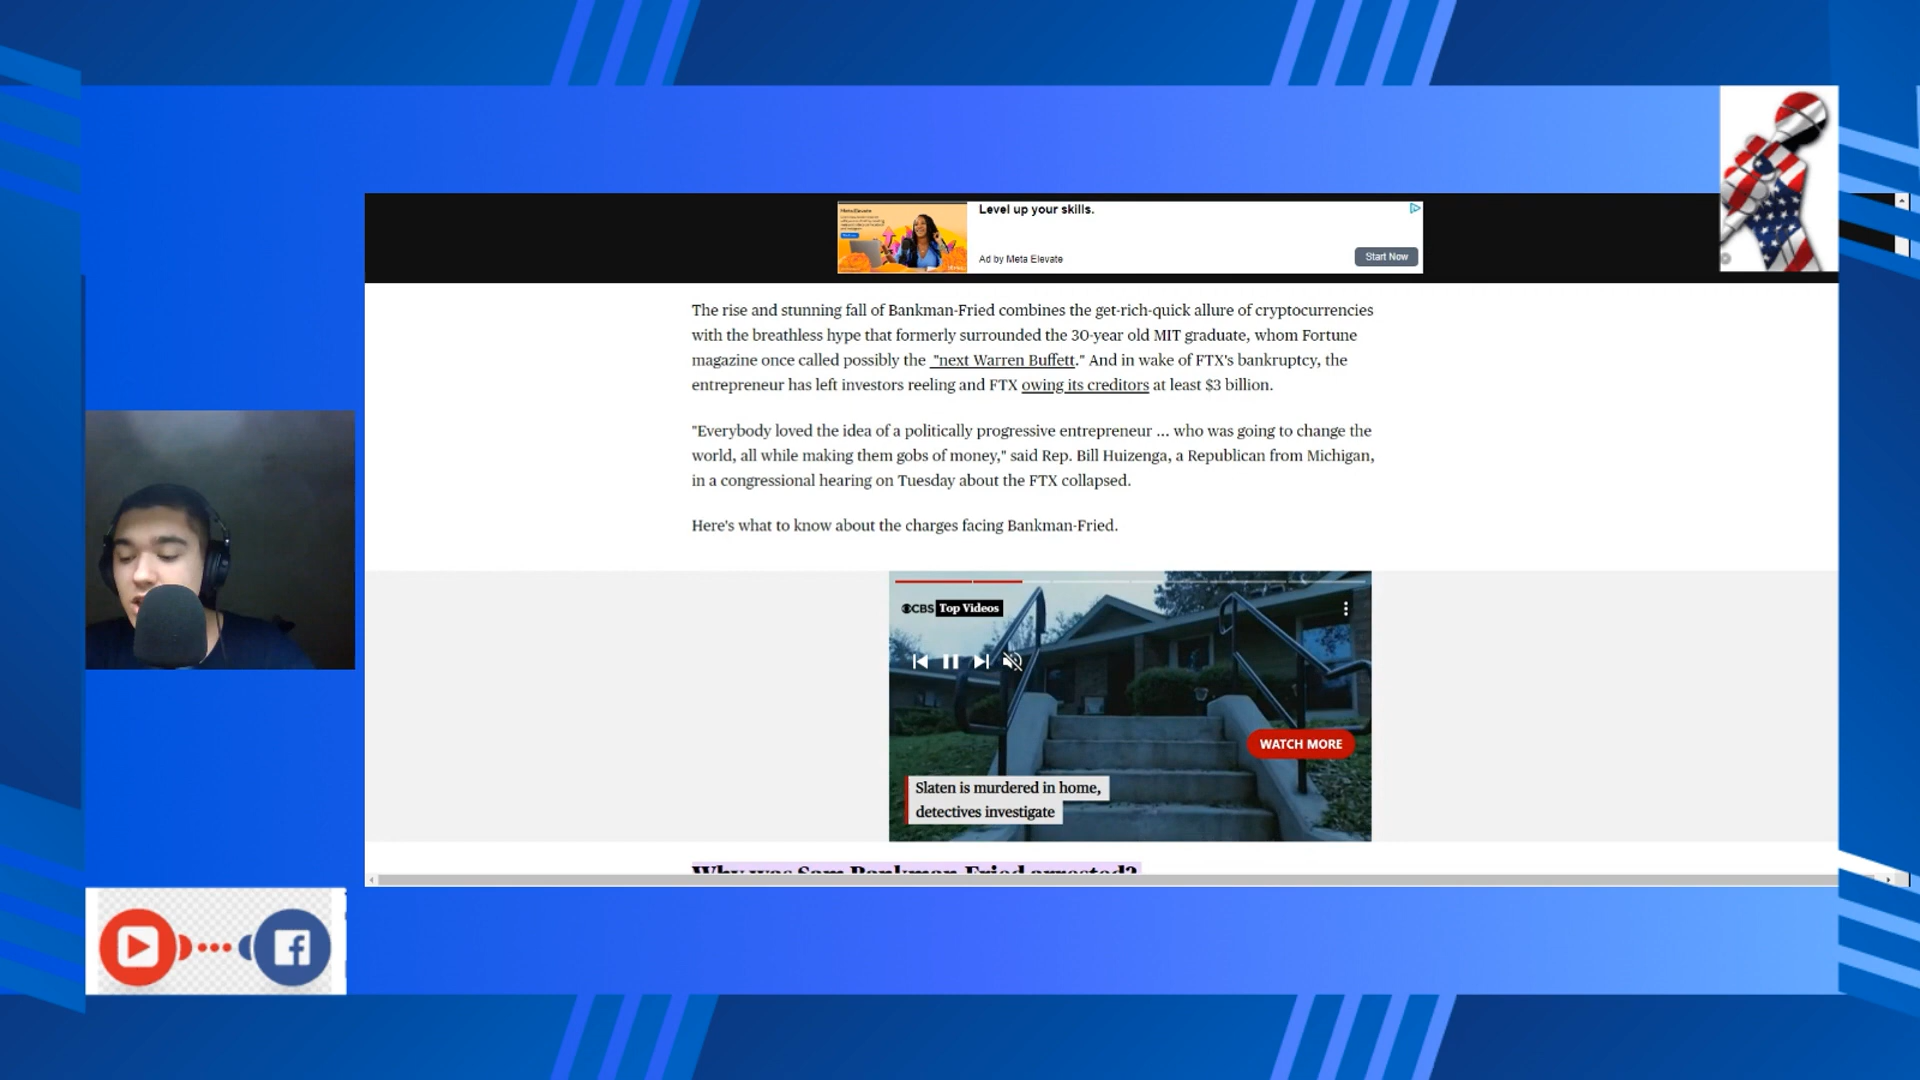 Level up your skills.
Ad by Meta Elevate
Start Now
The rise and stunning fall of Bankman-Fried combines the get-rich-quick allure of cryptocurrencies
with the breathless hype that formerly surrounded the 30-year old MIT graduate, whom Fortune
magazine once called possibly the "next Warren Buffett." And in wake of FTX's bankruptcy, the
entrepreneur has left investors reeling and FTX owing its creditors at least $3 billion.
"Everybody loved the idea of a politically progressive entrepreneur ... who was going to change the
world, all while making them gobs of money," said Rep. Bill Huizenga, a Republican from Michigan,
in a congressional hearing on Tuesday about the FTX collapsed.
Here's what to know about the charges facing Bankman-Fried.
CBS Top Videos
WATCH MORE
Slaten is murdered in home,
detectives investigate
Why was Sam Bankman-Fried arrested?